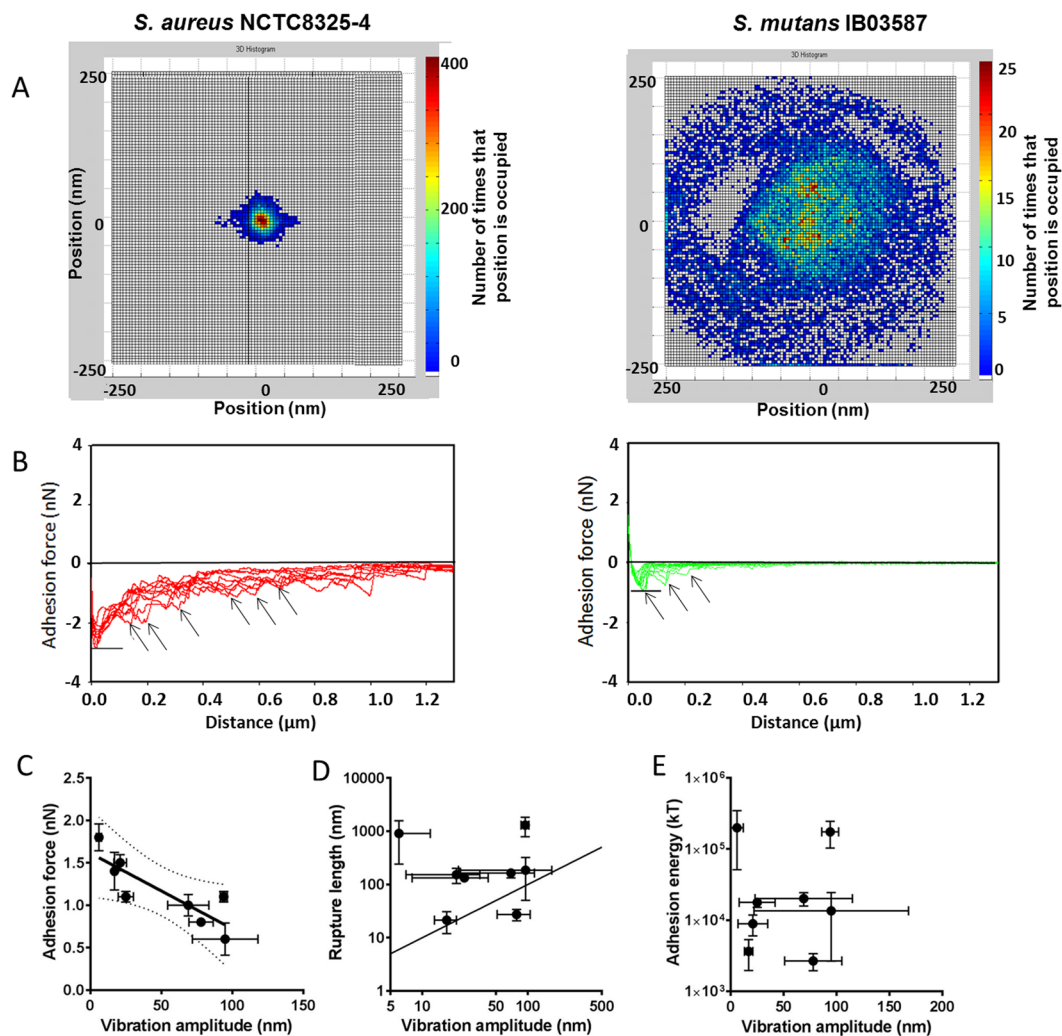 S. aureus NCTC8325-4
S. mutans IB03587
A
3D Histogram
250
0
-250
Position (nm)
-250
0
250
Position (nm)
400
200
0
Number of times that
position is occupied
3D Histogram
250
0
250
250
0
250
Position (nm)
25
20
15
10
5
0
Number of times that
position is occupied
B
4
2
0
-2
-4
Adhesion force (nN)
0.0 0.2 0.4 0.6 0.8 1.0 1.2
Distance (µm)
4
2
0
-2
-4
Adhesion force (nN)
0.0 0.2 0.4 0.6 0.8 1.0 1.2
Distance (µm)
C
2.5
2.0
1.5
1.0
0.5
0.0
Adhesion force (nN)
0 50 100 150
Vibration amplitude (nm)
D
10000
1000
100
10
1
Rupture length (nm)
5 10 50 100 500
Vibration amplitude (nm)
E
1×10⁶
1×10⁵
1×10⁴
1×10³
Adhesion energy (kT)
0 50 100 150 200
Vibration amplitude (nm)